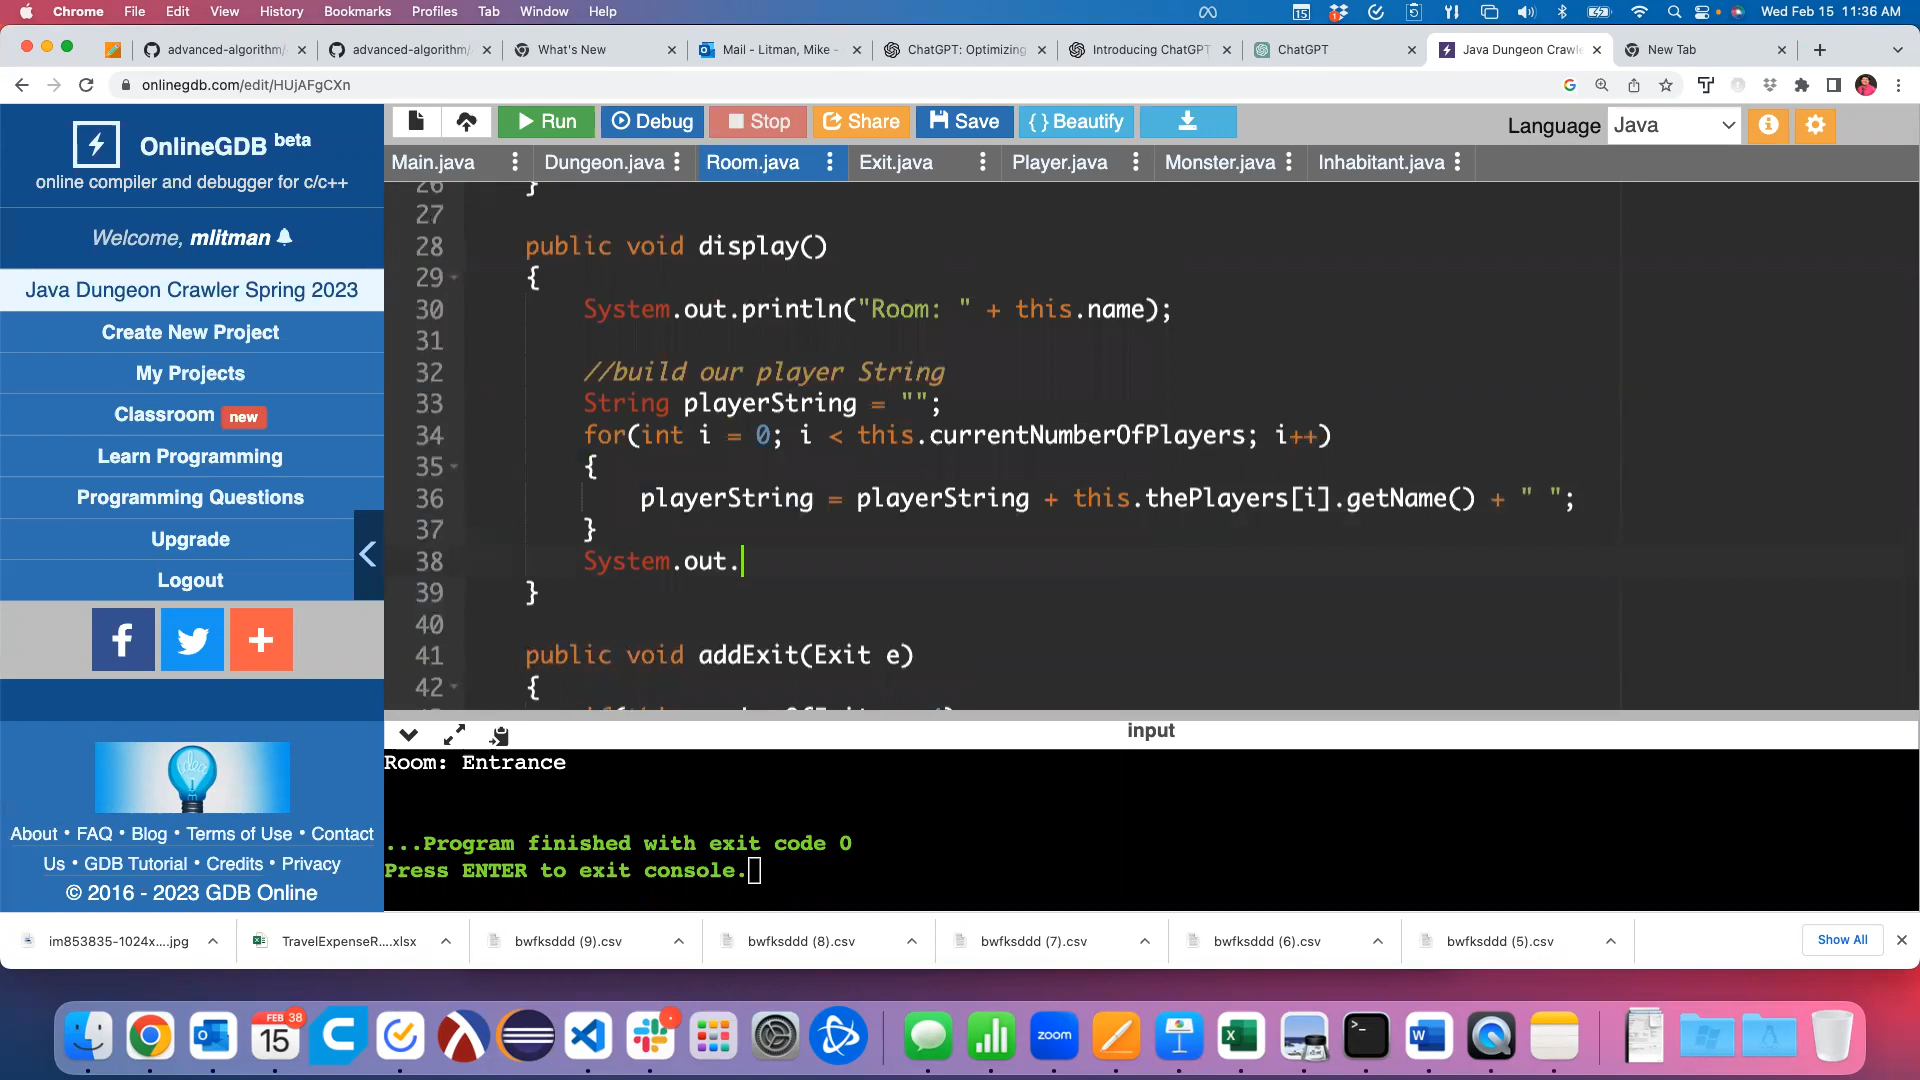 Chrome File Edit View History Bookmarks Profiles Tab Window Help 15 1 Wed Feb 15 11:36 AM
advanced-algorithm/ advanced-algorithm/ What's New Mail - Litman, Mike - ChatGPT: Optimizing Introducing ChatGPT ChatGPT Java Dungeon Crawle New Tab
onlinegdb.com/edit/HUjAFgCXn
OnlineGDB beta
online compiler and debugger for c/c++
Welcome, mlitman
Java Dungeon Crawler Spring 2023
Create New Project
My Projects
Classroom new
Learn Programming
Programming Questions
Upgrade
Logout
About • FAQ • Blog • Terms of Use • Contact
Us • GDB Tutorial • Credits • Privacy
© 2016 - 2023 GDB Online
Run Debug Stop Share Save { } Beautify Language Java
Main.java Dungeon.java Room.java Exit.java Player.java Monster.java Inhabitant.java
26 }
27
28 public void display()
29 {
30 System.out.println("Room: " + this.name);
31
32 //build our player String
33 String playerString = "";
34 for(int i = 0; i < this.currentNumberOfPlayers; i++)
35 {
36 playerString = playerString + this.thePlayers[i].getName() + " ";
37 }
38 System.out.
39 }
40
41 public void addExit(Exit e)
42 {
input
Room: Entrance
...Program finished with exit code 0
Press ENTER to exit console.
im853835-1024x....jpg TravelExpenseR....xlsx bwfksddd (9).csv bwfksddd (8).csv bwfksddd (7).csv bwfksddd (6).csv bwfksddd (5).csv Show All
FEB 38
15
zoom